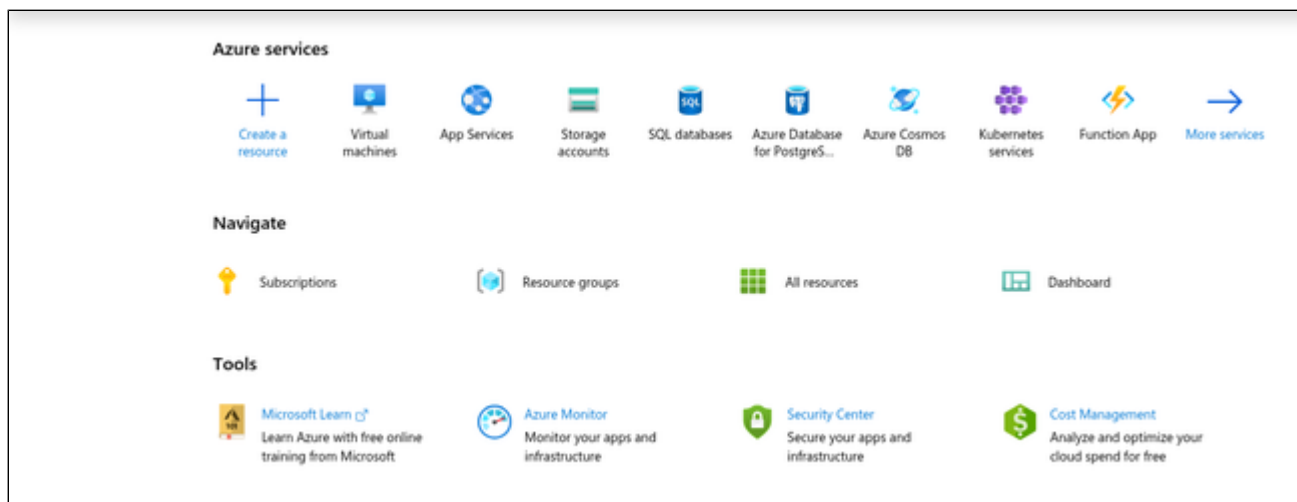 Azure services
Create a
resource
Virtual
machines
App Services
Storage
accounts
SQL
SQL databases
Azure Database
for PostgreS...
Azure Cosmos
DB
Kubernetes
services
Function App
More services
Navigate
Subscriptions
Resource groups
All resources
Dashboard
Tools
Microsoft Learn
Learn Azure with free online
training from Microsoft
Azure Monitor
Monitor your apps and
infrastructure
Security Center
Secure your apps and
infrastructure
$
Cost Management
Analyze and optimize your
cloud spend for free